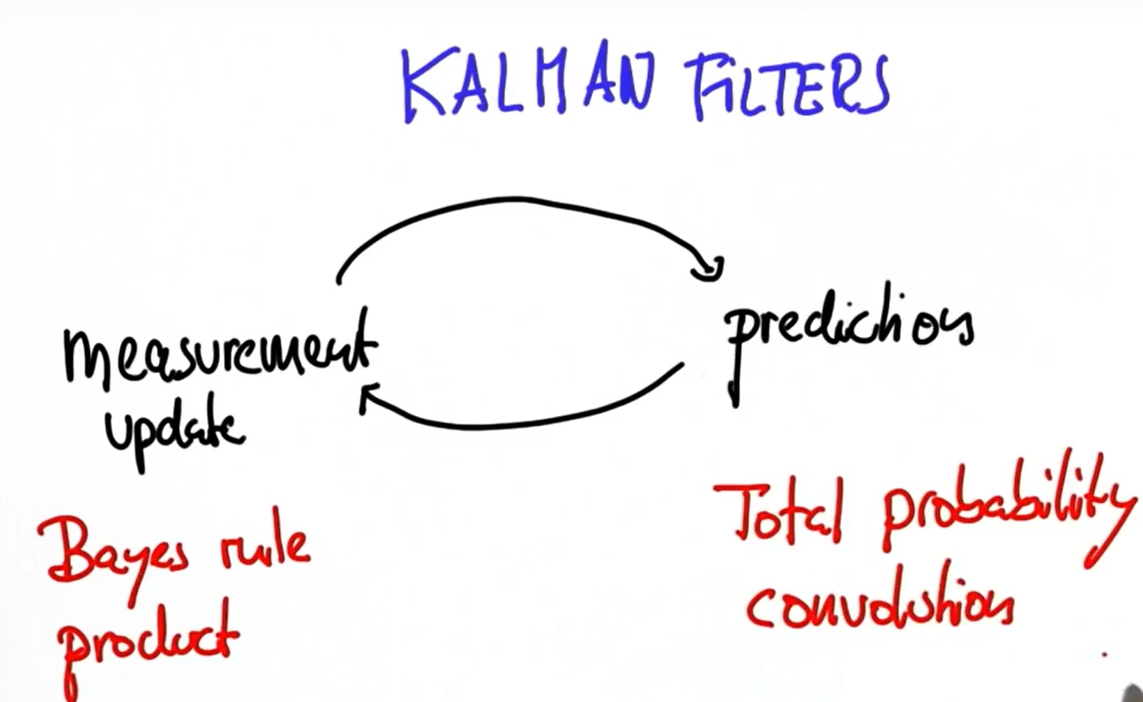 KALMAN FILTERS
measurement
update
prediction
Bayes rule
product
Total probability
convolution